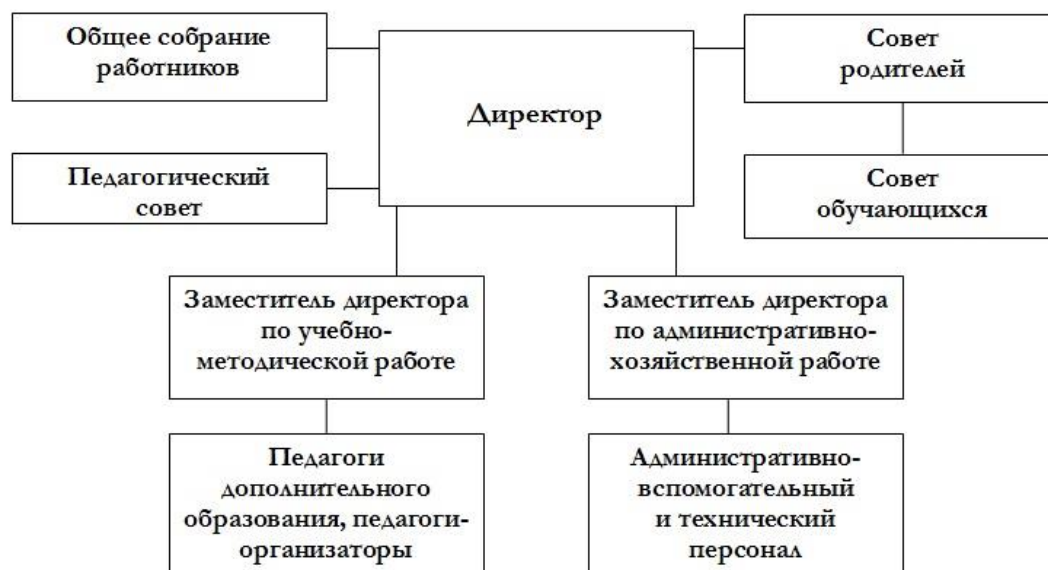 Общее собрание
работников
Директор
Совет
родителей
Педагогический
совет
Совет
обучающихся
Заместитель директора
по учебно-
методической работе
Заместитель директора
по административно-
хозяйственной работе
Педагоги
дополнительного
образования, педагоги-
организаторы
Административно-
вспомогательный
и технический
персонал